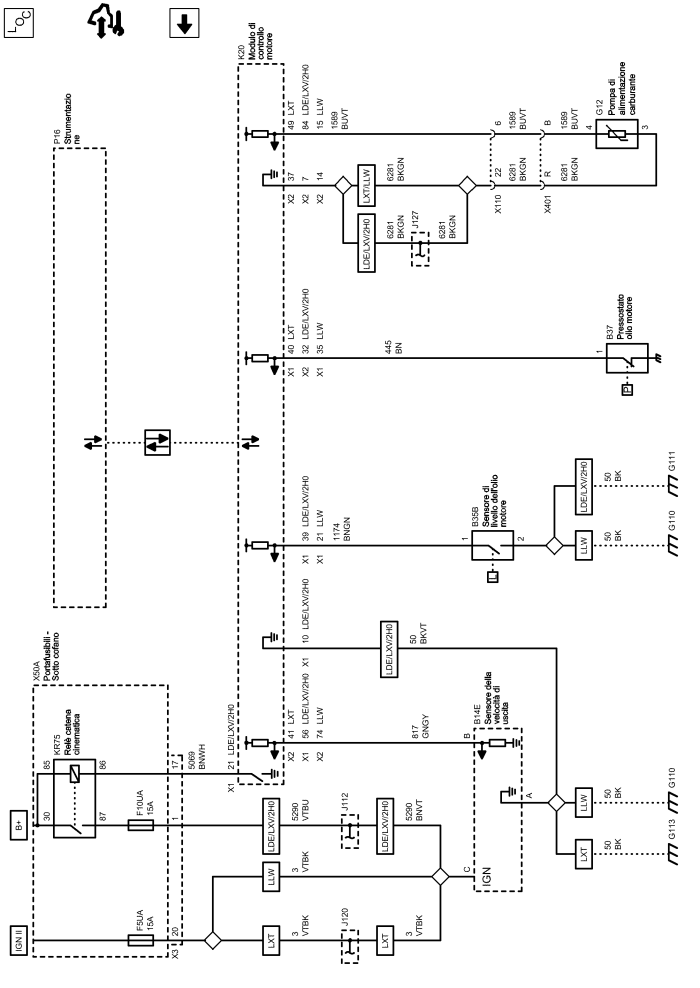 LOC
P16
Strumentazio
ne
K20
Modulo di
controllo
motore
X50A
Portafusibili -
Sotto cofano
KR75
Relè catena
cinematica
B+
IGN II
30
85
86
87
F5UA
15A
F10UA
15A
X3
20
1
17
5069
BNWH
X1
21 LDE/LXV/2H0
X2
41 LXT
X1
56 LDE/LXV/2H0
X2
74 LLW
X1
10 LDE/LXV/2H0
X1
39 LDE/LXV/2H0
X1
21 LLW
1174
BNGN
X1
40 LXT
X2
32 LDE/LXV/2H0
X1
35 LLW
X2
37
X2
7
X2
14
49 LXT
84 LDE/LXV/2H0
15 LLW
1589
BUVT
LXT
LLW
LDE/LXV/2H0
3
VTBK
3
VTBK
5290
VTBU
J120
J112
LXT
LDE/LXV/2H0
3
VTBK
5290
BNVT
C
817
GNGY
B
B14E
Sensore della
velocità di
uscita
IGN
A
LDE/LXV/2H0
50
BKVT
LXT
LLW
50
BK
50
BK
G113
G110
1
B35B
Sensore di
livello dell'olio
motore
L
2
LLW
LDE/LXV/2H0
50
BK
50
BK
G110
G111
445
BN
1
B37
Pressostato
olio motore
P
LDE/LXV/2H0
LXT/LLW
6281
BKGN
6281
BKGN
J127
6281
BKGN
X110
22
6
6281
BKGN
1589
BUVT
X401
R
B
6281
BKGN
1589
BUVT
4
G12
Pompa di
alimentazione
carburante
3